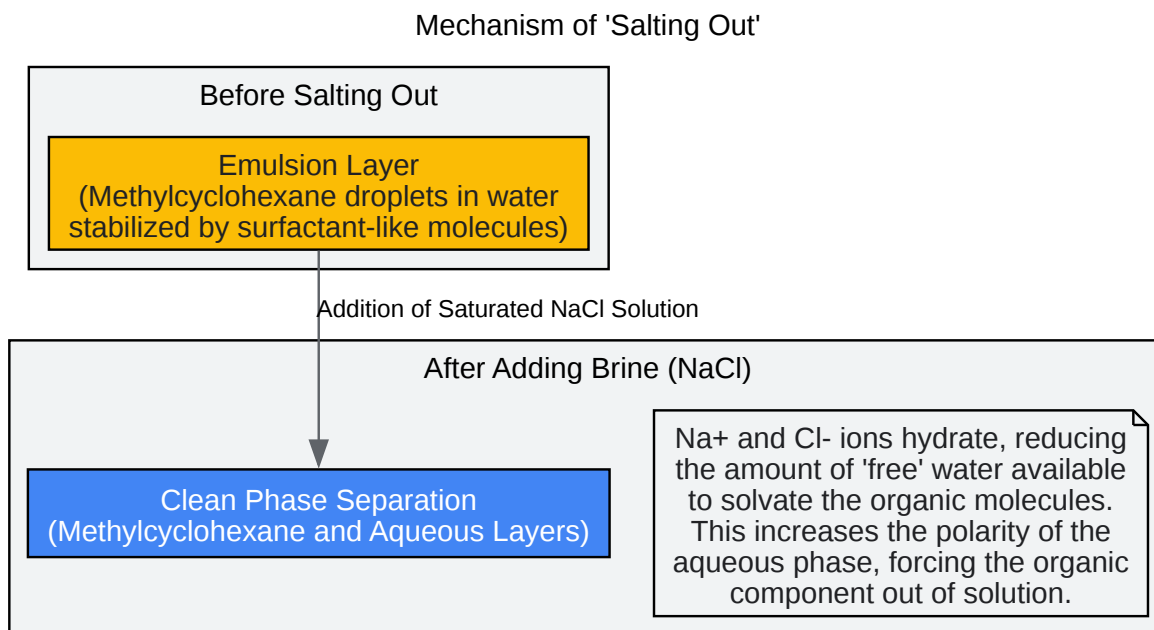 Mechanism of 'Salting Out'
Before Salting Out
Emulsion Layer
(Methylcyclohexane droplets in water
stabilized by surfactant-like molecules)
Addition of Saturated NaCl Solution
After Adding Brine (NaCl)
Clean Phase Separation
(Methylcyclohexane and Aqueous Layers)
Na+ and Cl- ions hydrate, reducing
the amount of 'free' water available
to solvate the organic molecules.
This increases the polarity of the
aqueous phase, forcing the organic
component out of solution.